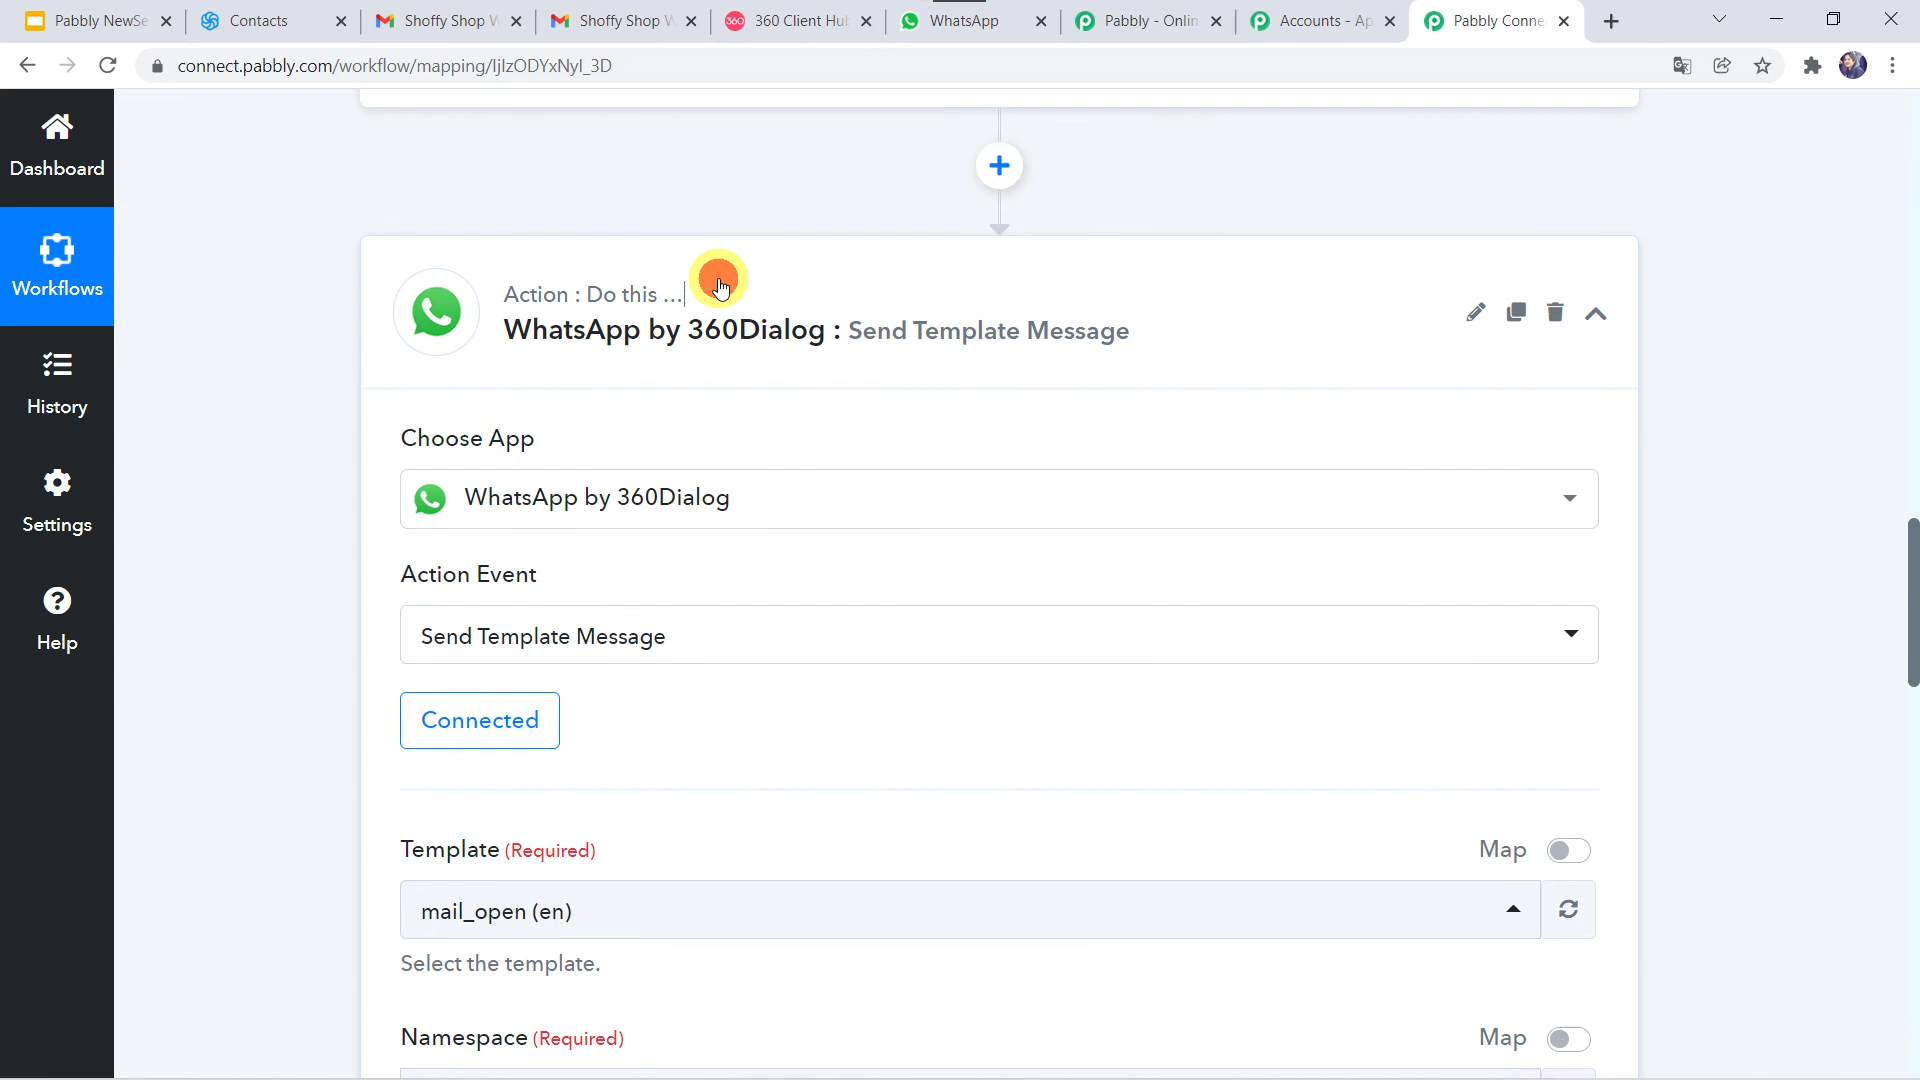 Pabbly NewSe
Contacts
Shoffy Shop W
Shoffy Shop W
360 Client Hu
WhatsApp
Pabbly - Onlin
Accounts - Ap
Pabbly Conne
connect.pabbly.com/workflow/mapping/IjIzODYxNyI_3D
Dashboard
Workflows
History
Settings
Help
Action : Do this ...
WhatsApp by 360Dialog : Send Template Message
Choose App
WhatsApp by 360Dialog
Action Event
Send Template Message
Connected
Template (Required)
Map
mail_open (en)
Select the template.
Namespace (Required)
Map